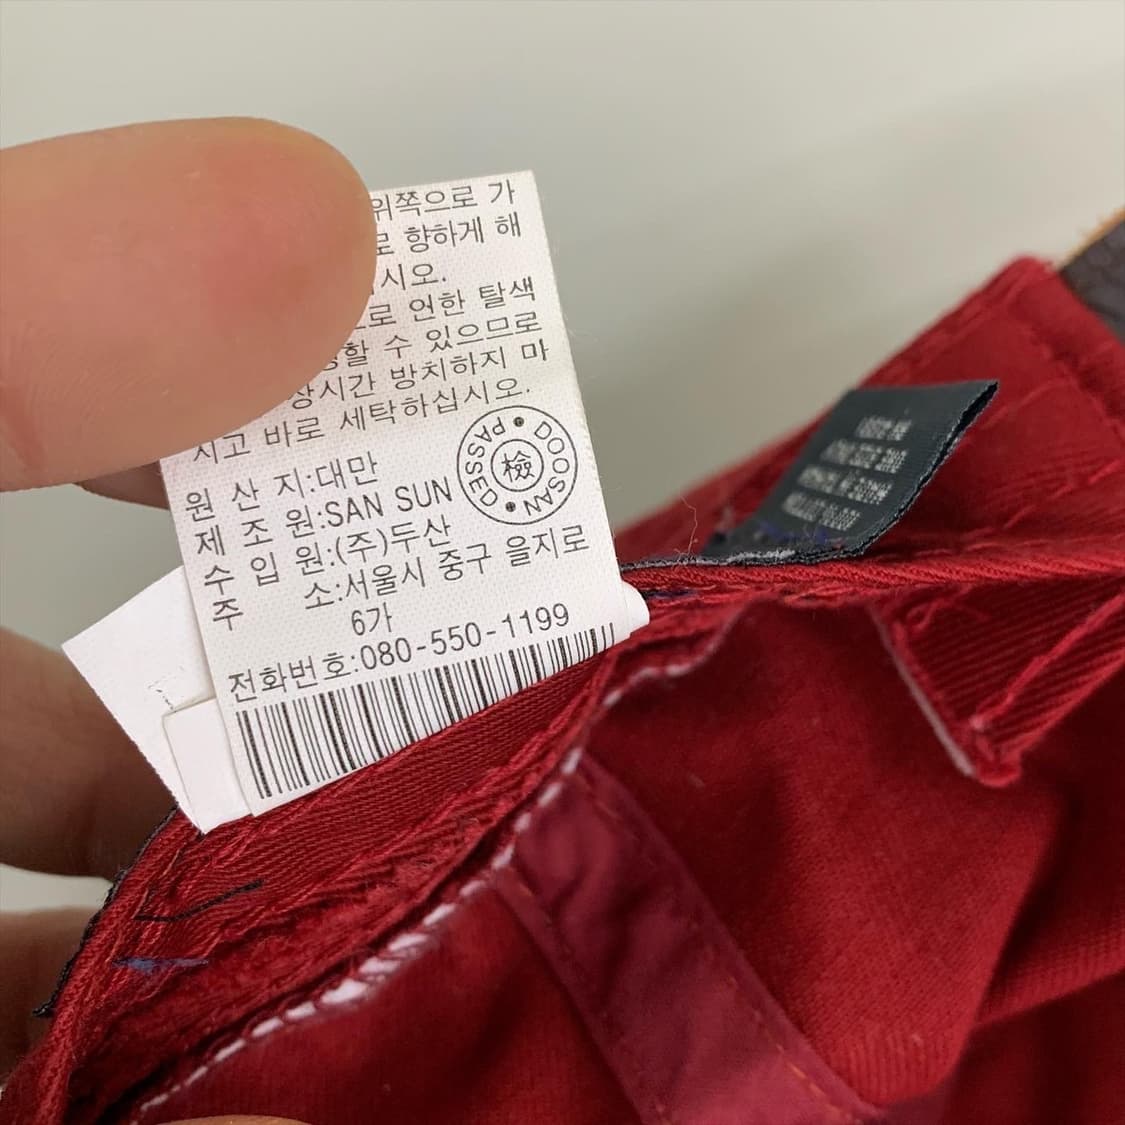 위쪽으로 가
로 향하게 해
시오.
로 언한 탈색
할 수 있으므로
장시간 방치하지 마
시고 바로 세탁하십시오.
DOOSAN
PASSED
檢
원 산 지:대만
제 조 원:SAN SUN
수 입 원:(주)두산
주 소:서울시 중구 을지로
6가
전화번호:080-550-1199